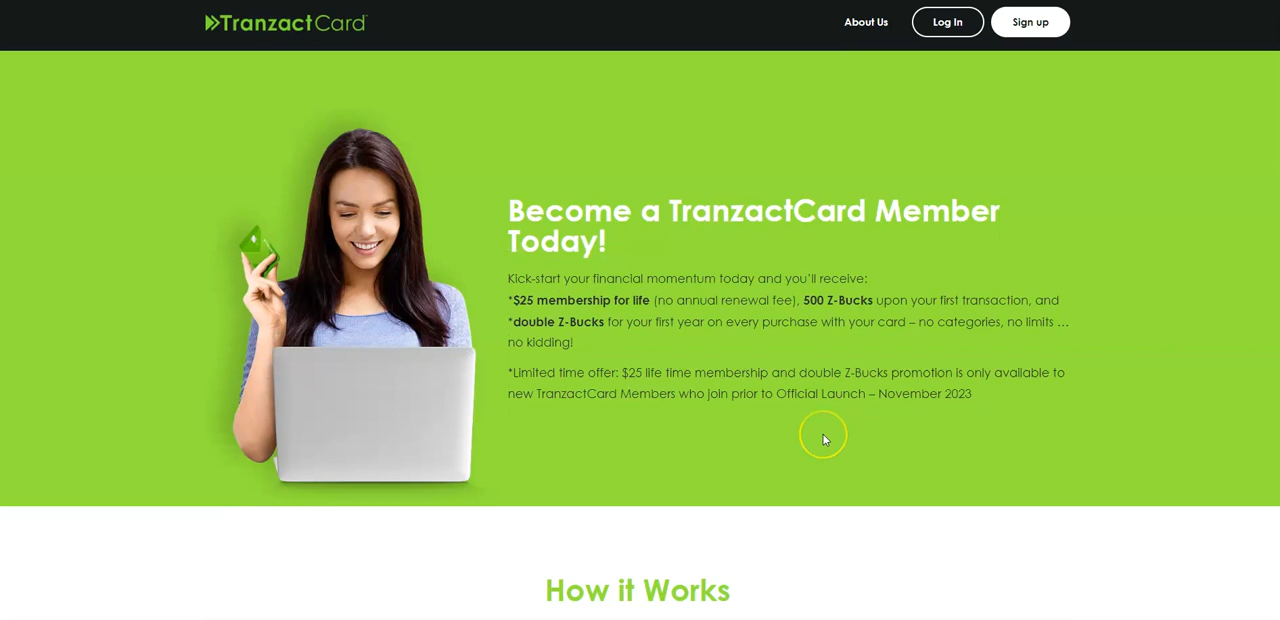 TranzactCard
About Us
Log In
Sign up
Become a TranzactCard Member
Today!
Kick-start your financial momentum today and you'll receive:
*$25 membership for life (no annual renewal fee), 500 Z-Bucks upon your first transaction, and
*double Z-Bucks for your first year on every purchase with your card – no categories, no limits ...
no kidding!
*Limited time offer: $25 life time membership and double Z-Bucks promotion is only available to
new TranzactCard Members who join prior to Official Launch – November 2023
How it Works